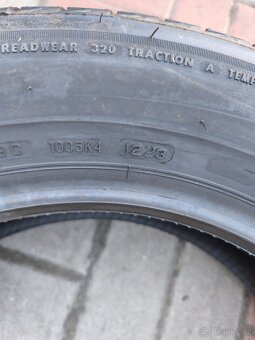 READWEAR 320 TRACTION A TEMP
1005K4 1223